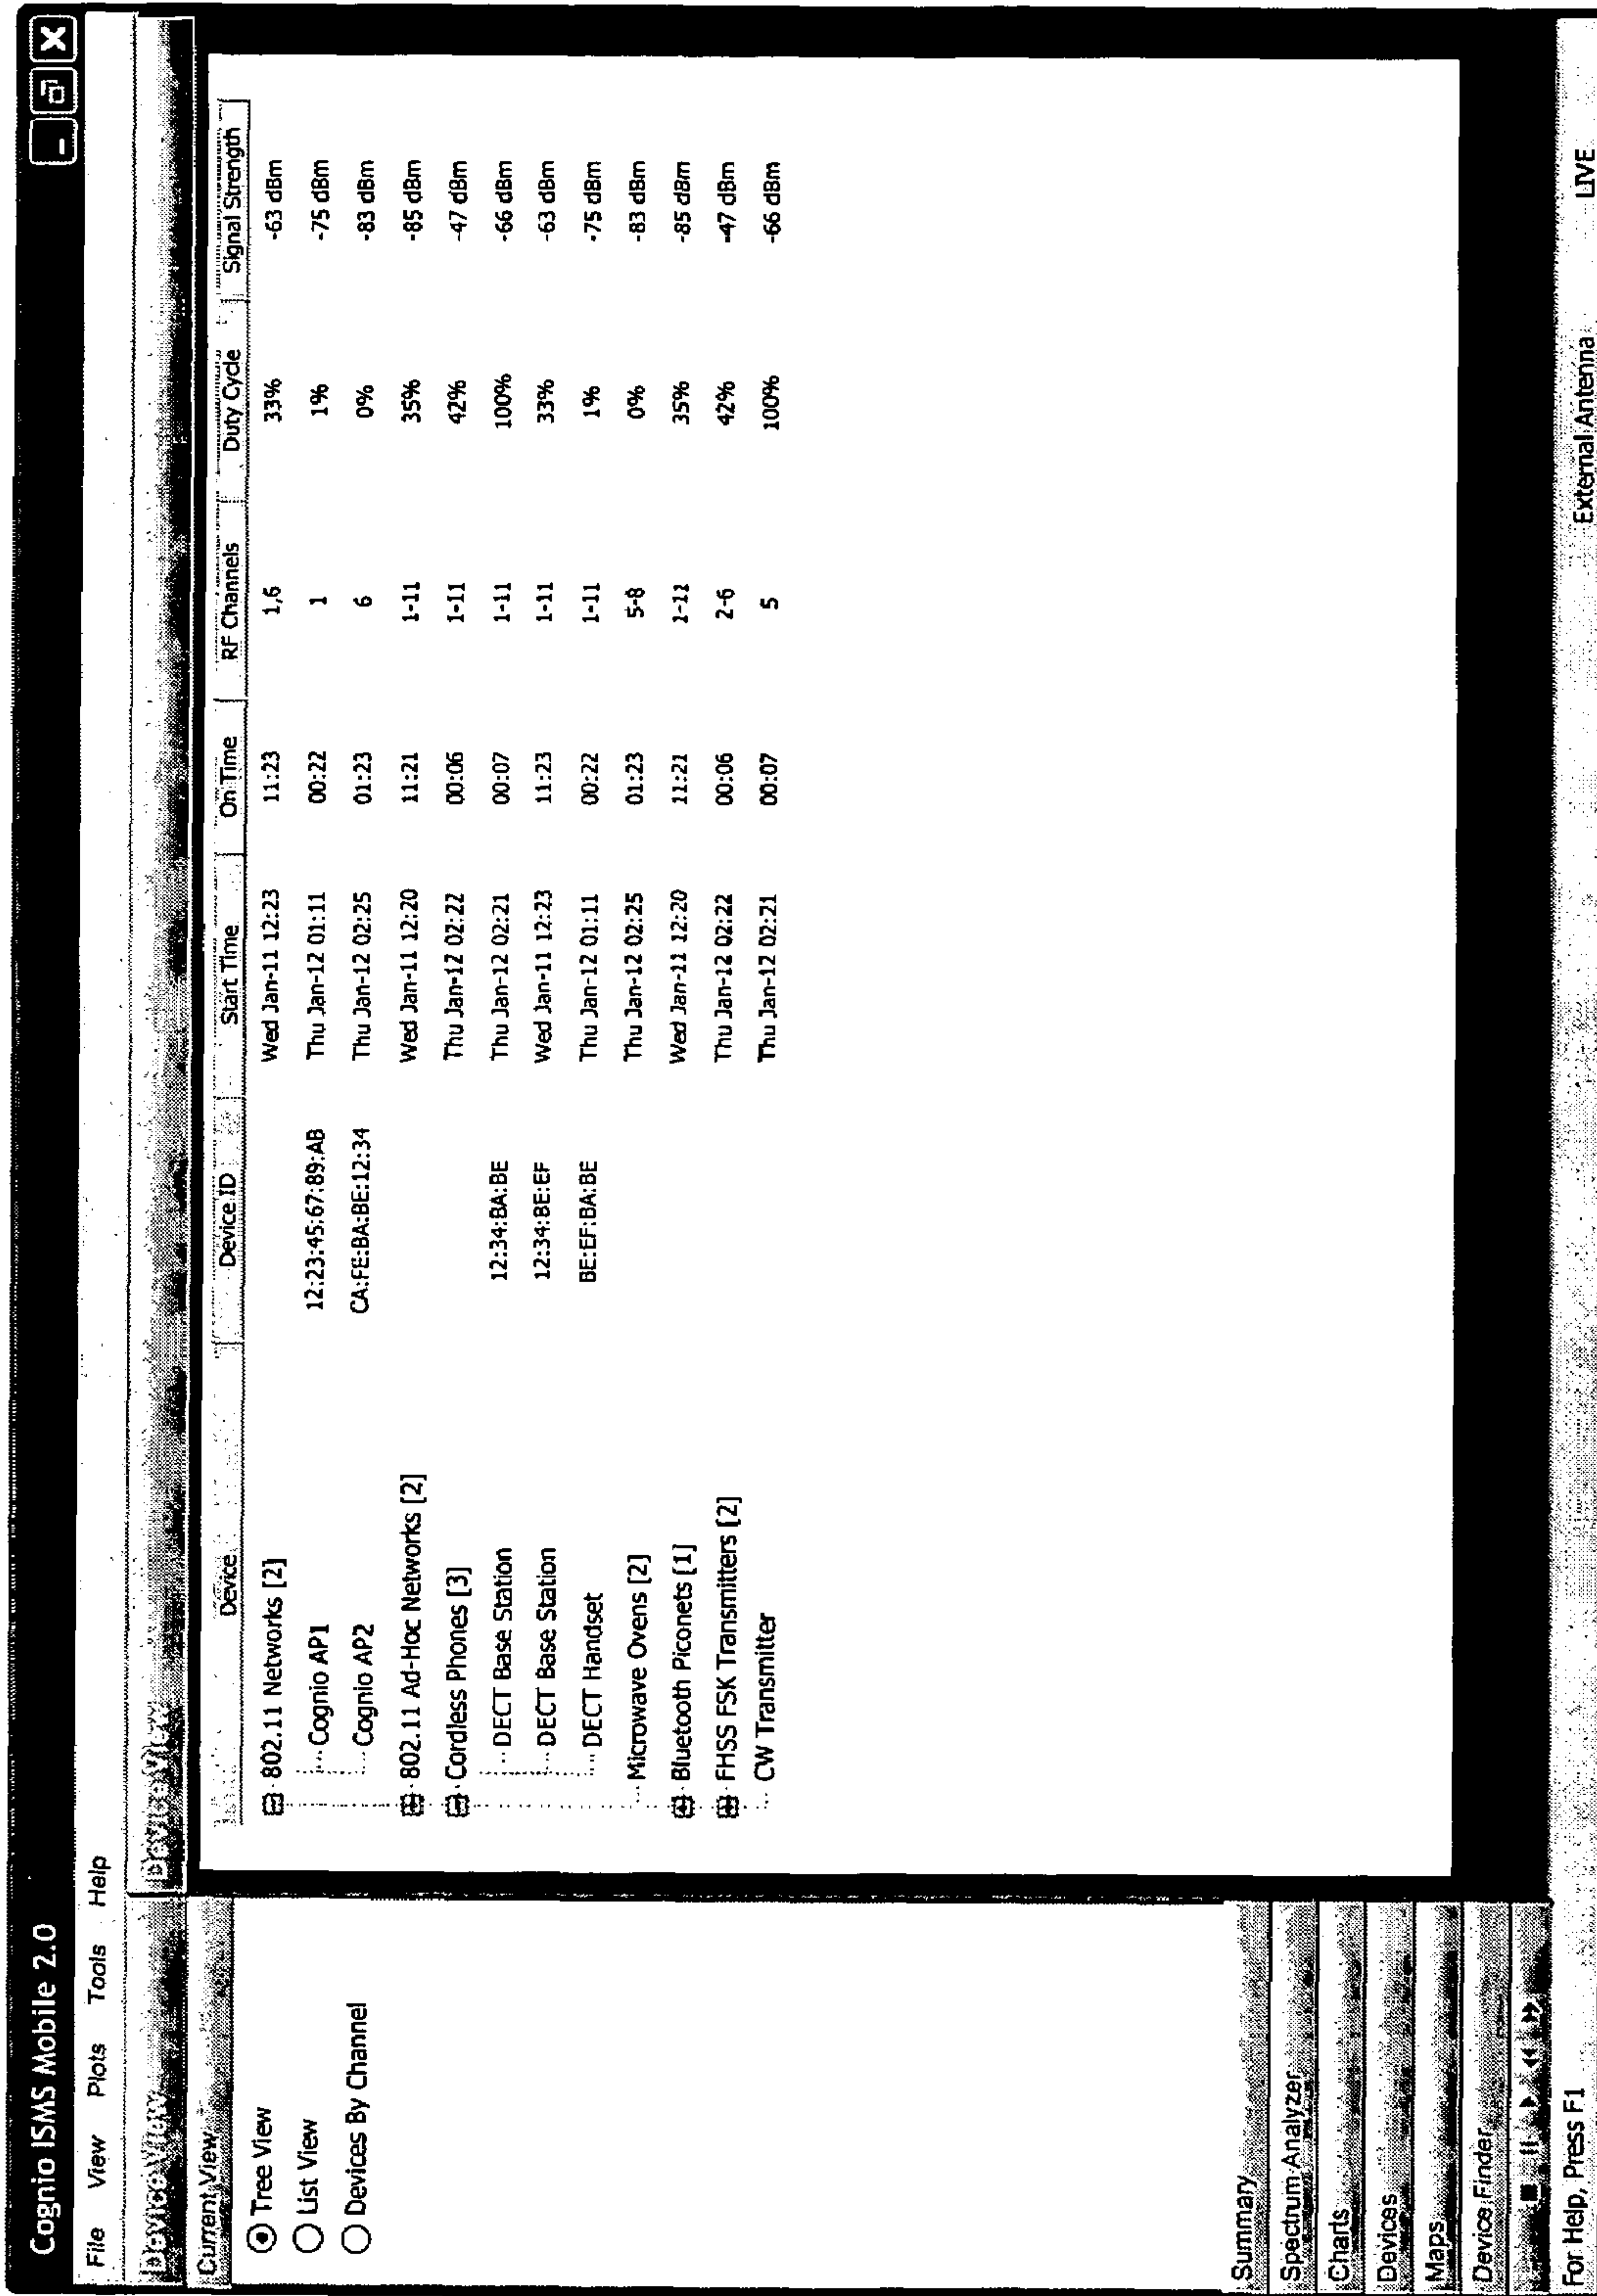 Cognio ISMS Mobile 2.0
File View Plots Tools Help
Device View Device View
Current View
Tree View
List View
Devices By Channel
Summary
Spectrum Analyzer
Charts
Devices
Maps
Device Finder
Device Device ID Start Time On Time RF Channels Duty Cycle Signal Strength
802.11 Networks [2] Wed Jan-11 12:23 11:23 1,6 33% -63 dBm
Cognio AP1 12:23:45:67:89:AB Thu Jan-12 01:11 00:22 1 1% -75 dBm
Cognio AP2 CA:FE:BA:BE:12:34 Thu Jan-12 02:25 01:23 6 0% -83 dBm
802.11 Ad-Hoc Networks [2] Wed Jan-11 12:20 11:21 1-11 35% -85 dBm
Cordless Phones [3] Thu Jan-12 02:22 00:06 1-11 42% -47 dBm
DECT Base Station 12:34:BA:BE Thu Jan-12 02:21 00:07 1-11 100% -66 dBm
DECT Base Station 12:34:BE:EF Wed Jan-11 12:23 11:23 1-11 33% -63 dBm
DECT Handset BE:EF:BA:BE Thu Jan-12 01:11 00:22 1-11 1% -75 dBm
Microwave Ovens [2] Thu Jan-12 02:25 01:23 5-8 0% -83 dBm
Bluetooth Piconets [1] Wed Jan-11 12:20 11:21 1-11 35% -85 dBm
FHSS FSK Transmitters [2] Thu Jan-12 02:22 00:06 2-6 42% -47 dBm
CW Transmitter Thu Jan-12 02:21 00:07 5 100% -66 dBm
For Help, Press F1 External Antenna LIVE